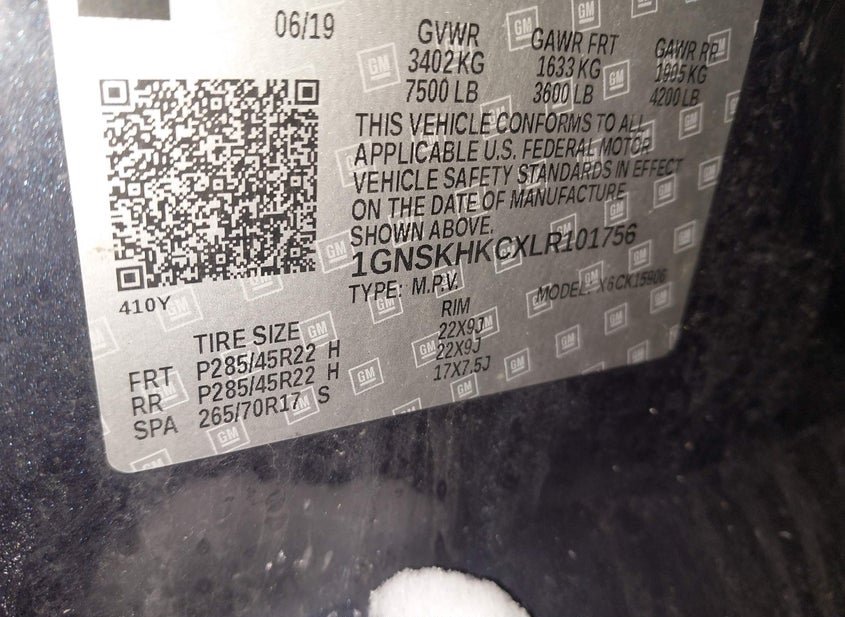 06/19 GVWR GAWR FRT GAWR RR
3402 KG 1633 KG 1905 KG
7500 LB 3600 LB 4200 LB
THIS VEHICLE CONFORMS TO ALL
APPLICABLE U.S. FEDERAL MOTOR
VEHICLE SAFETY STANDARDS IN EFFECT
ON THE DATE OF MANUFACTURE
SHOWN ABOVE.
1GNSKHKCXLR101756
TYPE: M.P.V. MODEL: X6CK15906
410Y
TIRE SIZE RIM
FRT P285/45R22 H 22X9J
RR P285/45R22 H 22X9J
SPA 265/70R17 S 17X7.5J
GM